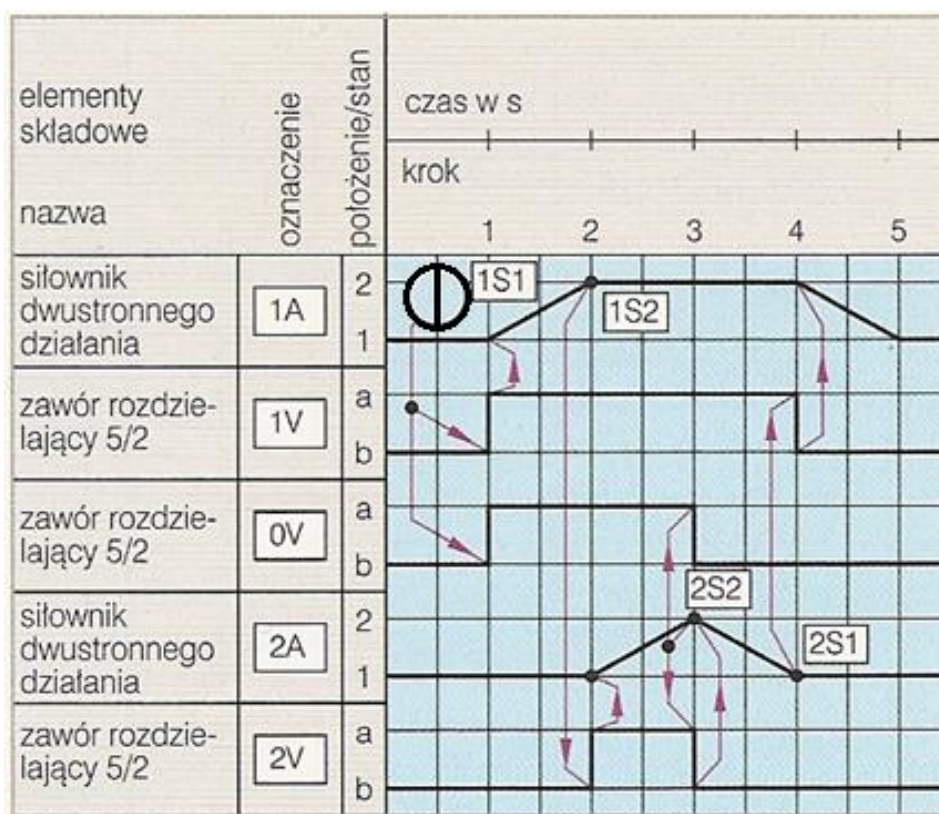 elementy
składowe
nazwa
oznaczenie
położenie/stan
czas w s
krok
1 2 3 4 5
siłownik
dwustronnego
działania
1A
2
1
1S1
1S2
zawór rozdzie-
lający 5/2
1V
a
b
zawór rozdzie-
lający 5/2
0V
a
b
siłownik
dwustronnego
działania
2A
2
1
2S2
2S1
zawór rozdzie-
lający 5/2
2V
a
b